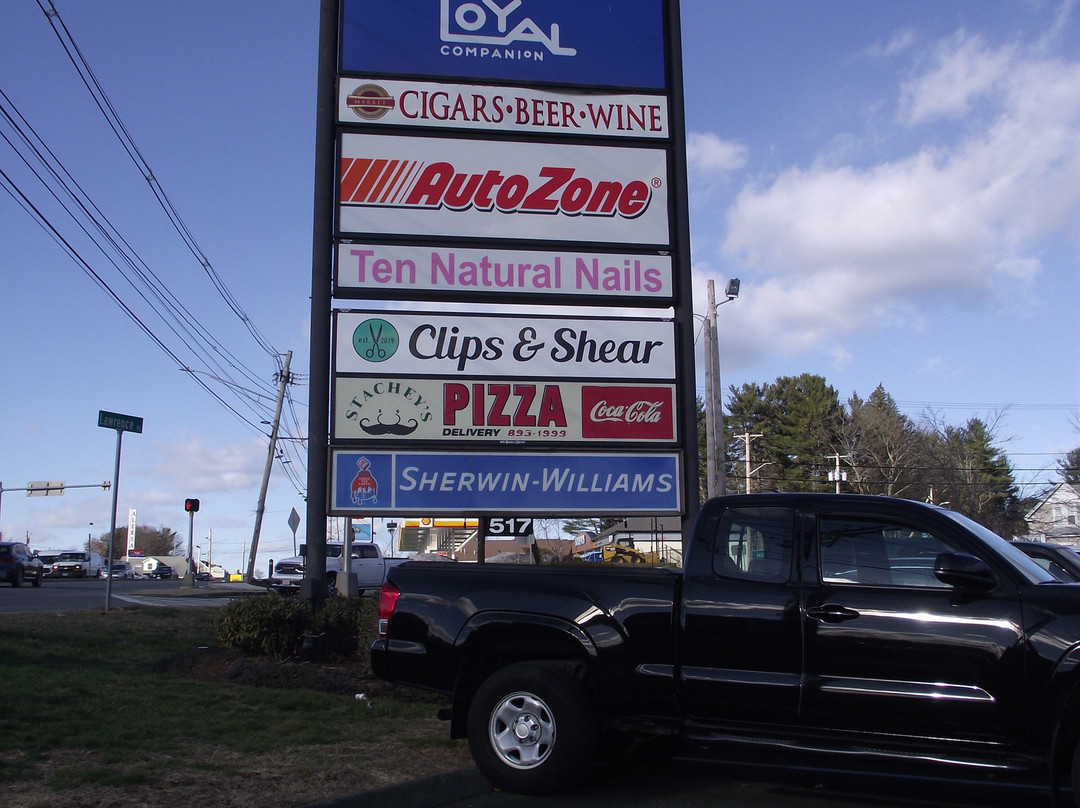 LOYAL
COMPANION
MARKET
CIGARS·BEER·WINE
AutoZone®
Ten Natural Nails
est. 2019
Clips & Shear
STACHEY'S
PIZZA
DELIVERY 893-1999
Coca-Cola
SHERWIN-WILLIAMS
517
Lawrence